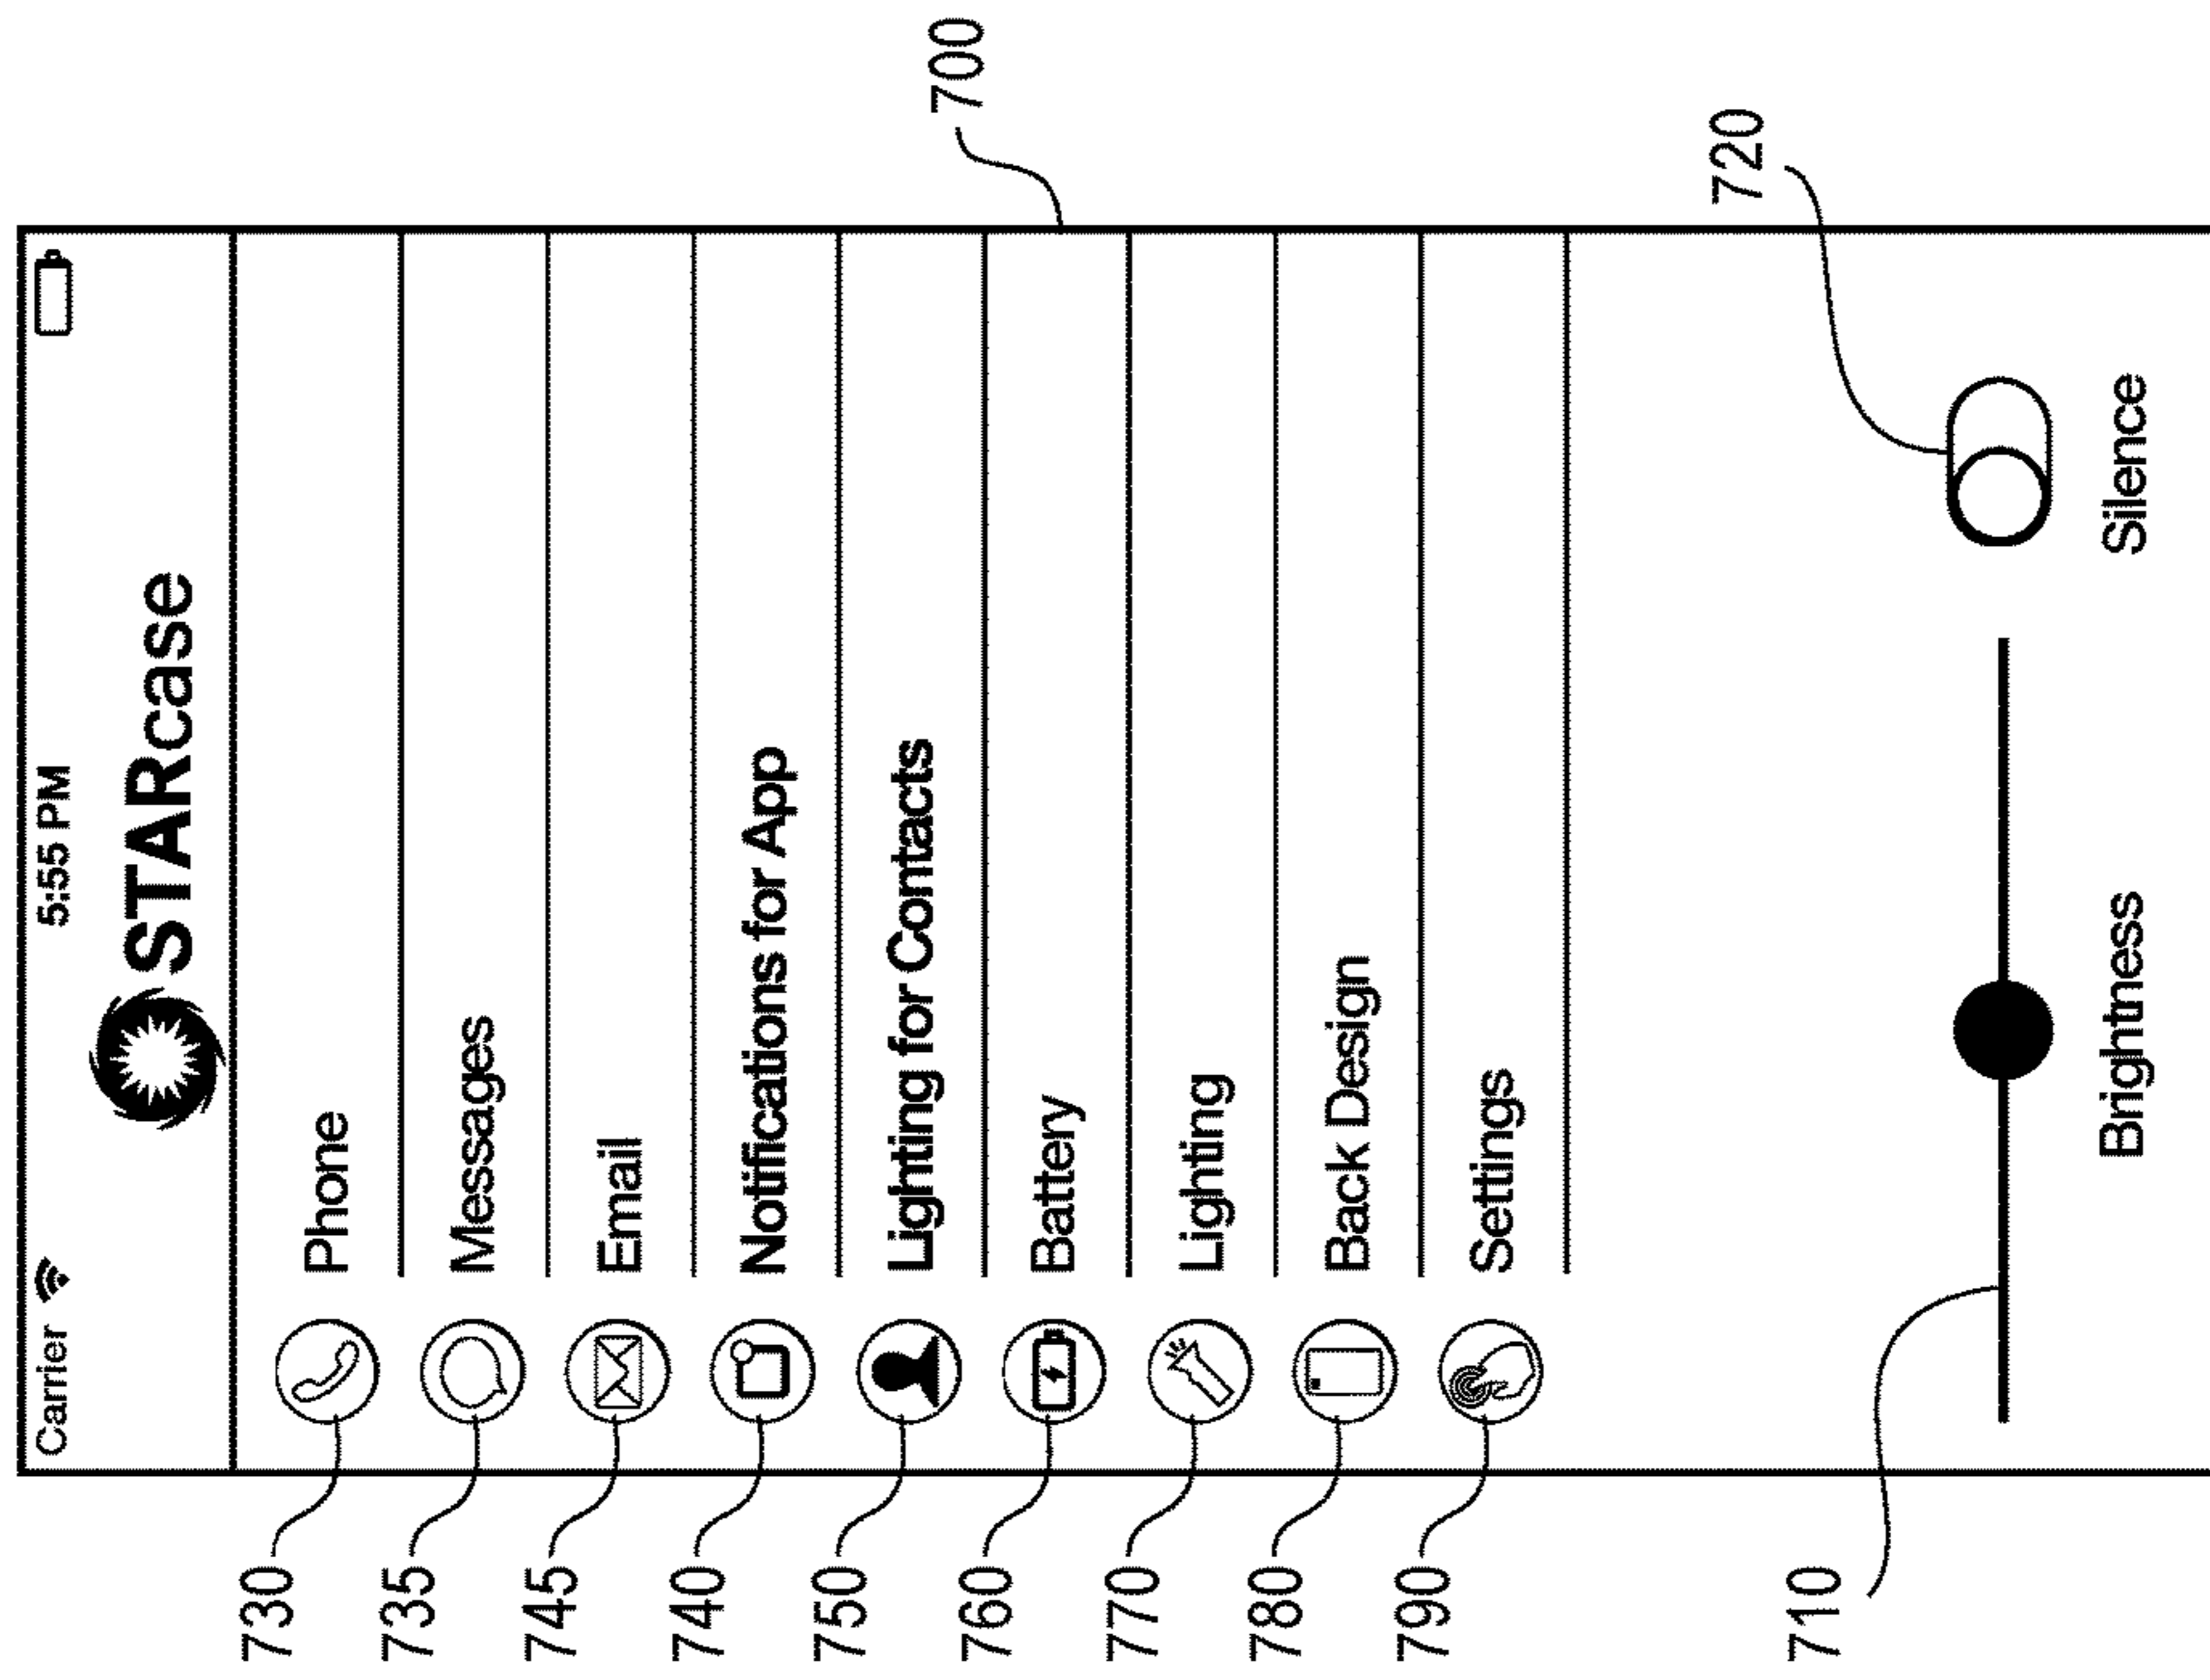 Carrier 5:55 PM
STARcase
700
730 Phone
735 Messages
745 Email
740 Notifications for App
750 Lighting for Contacts
760 Battery
770 Lighting
780 Back Design
790 Settings
720
710
Brightness Silence